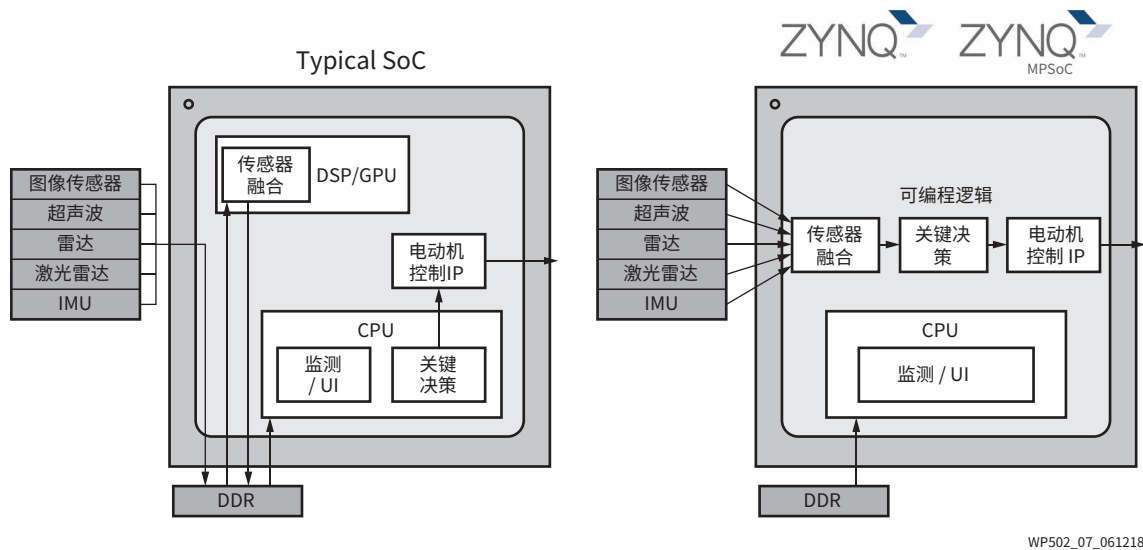 Typical SoC
图像传感器
超声波
雷达
激光雷达
IMU
传感器
融合
DSP/GPU
电动机
控制IP
CPU
监测
/ UI
关键
决策
DDR
ZYNQ™
ZYNQ™
MPSoC
图像传感器
超声波
雷达
激光雷达
IMU
可编程逻辑
传感器
融合
关键决
策
电动机
控制 IP
CPU
监测 / UI
DDR
WP502_07_061218